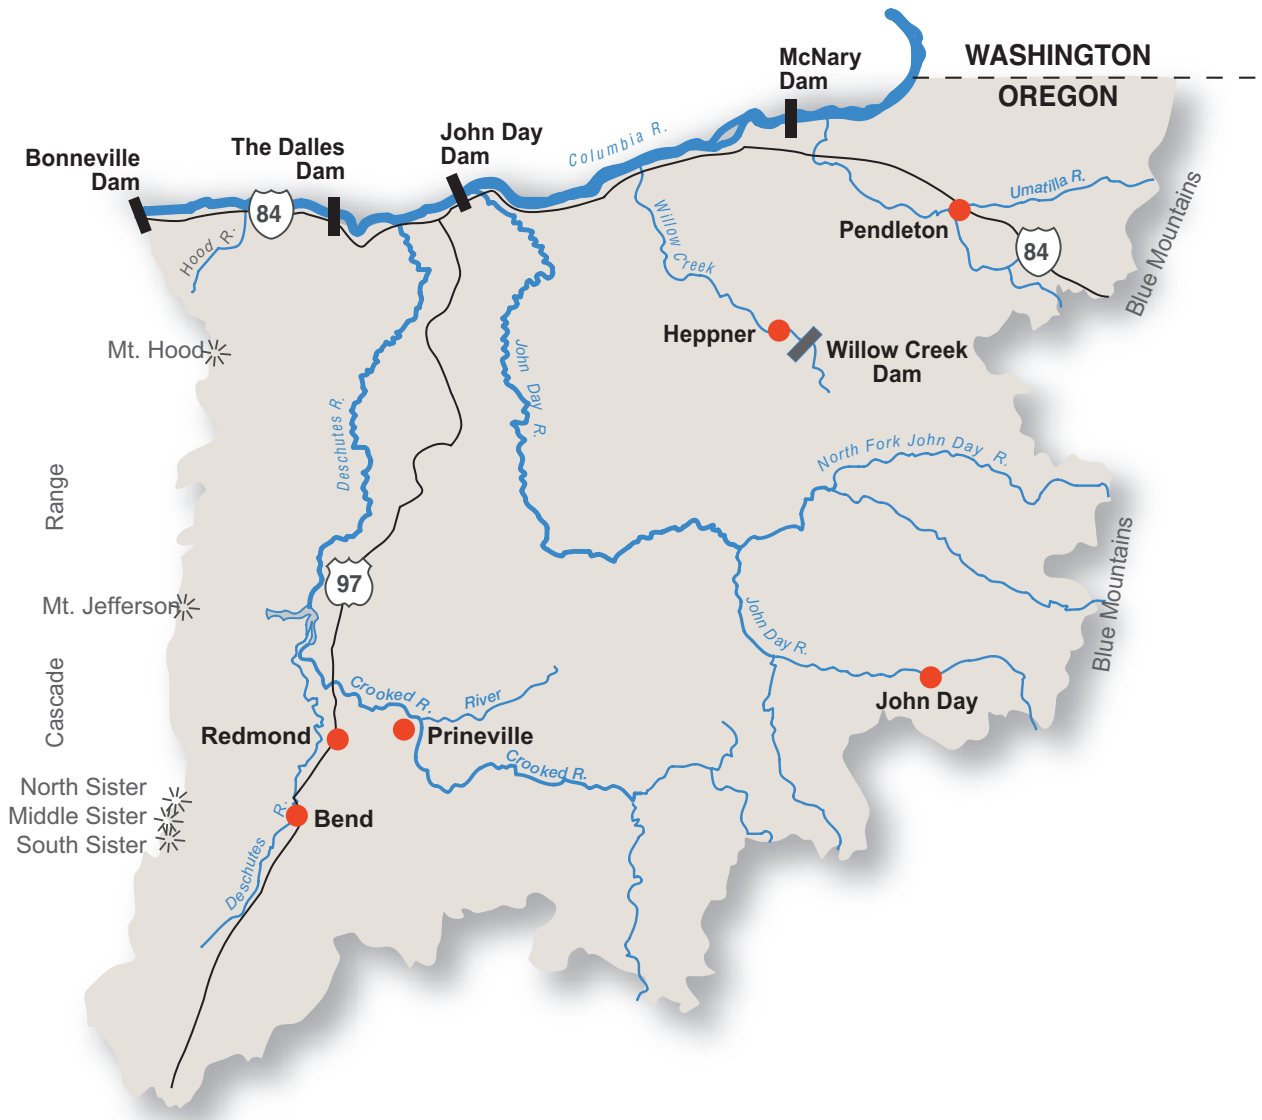 WASHINGTON
OREGON
McNary
Dam
John Day
Dam
The Dalles
Dam
Bonneville
Dam
Columbia R.
84
Hood R.
Umatilla R.
Pendleton
84
Blue Mountains
Willow
Creek
Heppner
Willow Creek
Dam
Mt. Hood
John Day R.
Deschutes R.
North Fork John Day R.
Range
Blue Mountains
97
Mt. Jefferson
John Day R.
Cascade
Crooked R.
River
John Day
Redmond
Prineville
Crooked R.
North Sister
Middle Sister
South Sister
Bend
Deschutes R.